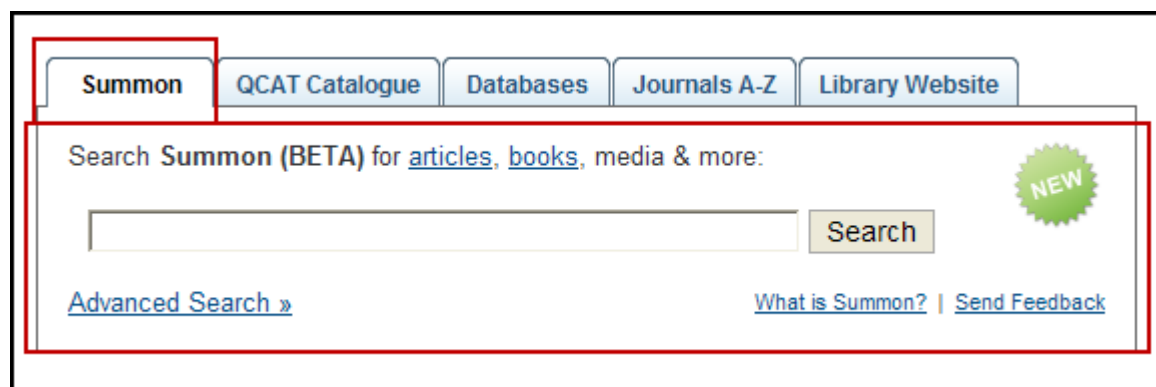 Summon QCAT Catalogue Databases Journals A-Z Library Website
Search Summon (BETA) for articles, books, media & more:
NEW
Search
Advanced Search » What is Summon? | Send Feedback